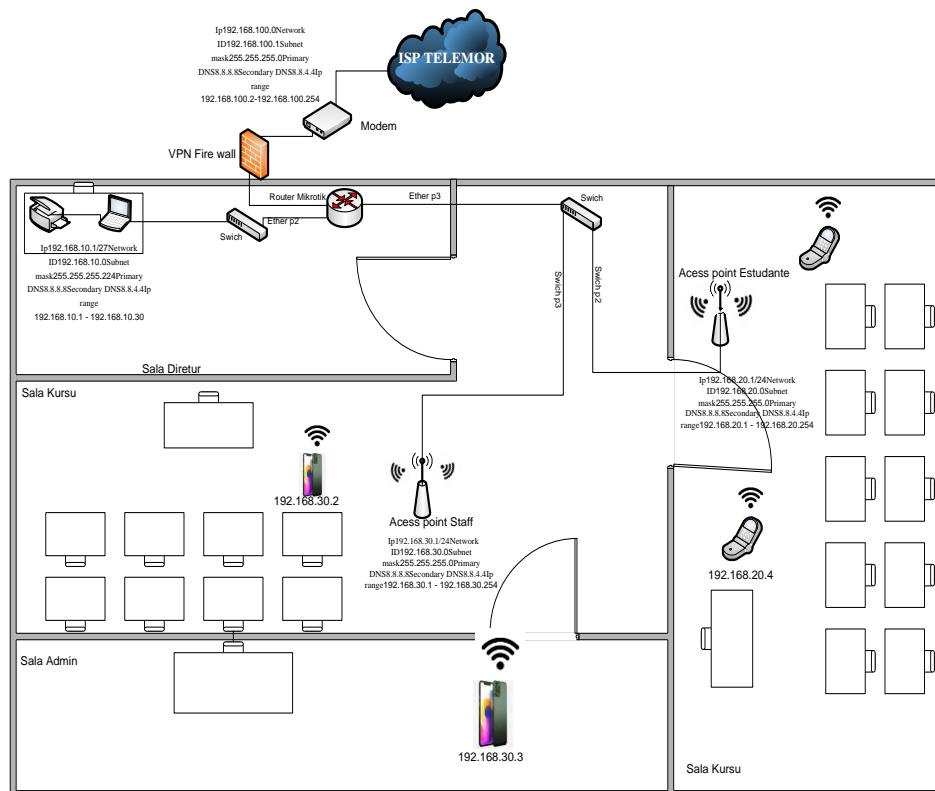 Ip192.168.100.0Network
ID192.168.100.1Subnet
mask255.255.255.0Primary
DNS8.8.8.8Secondary DNS8.8.4.4Ip
range
192.168.100.2-192.168.100.254
ISP TELEMOR
Modem
VPN Fire wall
Router Mikrotik
Ether p3
Ether p2
Swich
Swich
Ip192.168.10.1/27Network
ID192.168.10.0Subnet
mask255.255.255.224Primary
DNS8.8.8.8Secondary DNS8.8.4.4Ip
range
192.168.10.1 - 192.168.10.30
Sala Diretur
Swich p3
Swich p2
Acess point Estudante
Ip192.168.20.1/24Network
ID192.168.20.0Subnet
mask255.255.255.0Primary
DNS8.8.8.8Secondary DNS8.8.4.4Ip
range192.168.20.1 - 192.168.20.254
Sala Kursu
192.168.30.2
Acess point Staff
Ip192.168.30.1/24Network
ID192.168.30.0Subnet
mask255.255.255.0Primary
DNS8.8.8.8Secondary DNS8.8.4.4Ip
range192.168.30.1 - 192.168.30.254
192.168.20.4
Sala Admin
192.168.30.3
Sala Kursu